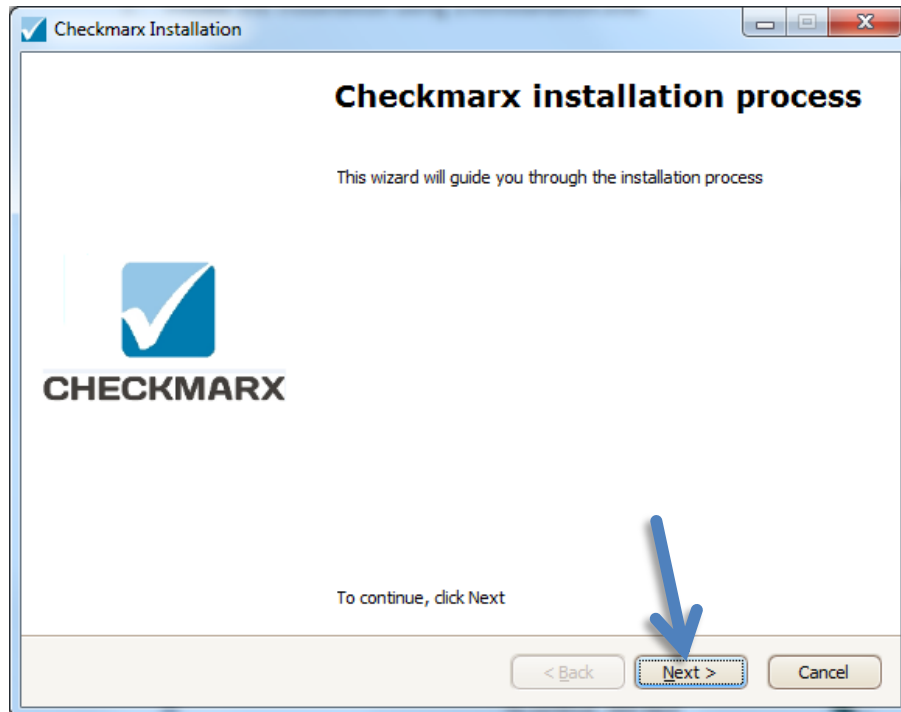 Checkmarx Installation
Checkmarx installation process
This wizard will guide you through the installation process
CHECKMARX
To continue, click Next
< Back
Next >
Cancel